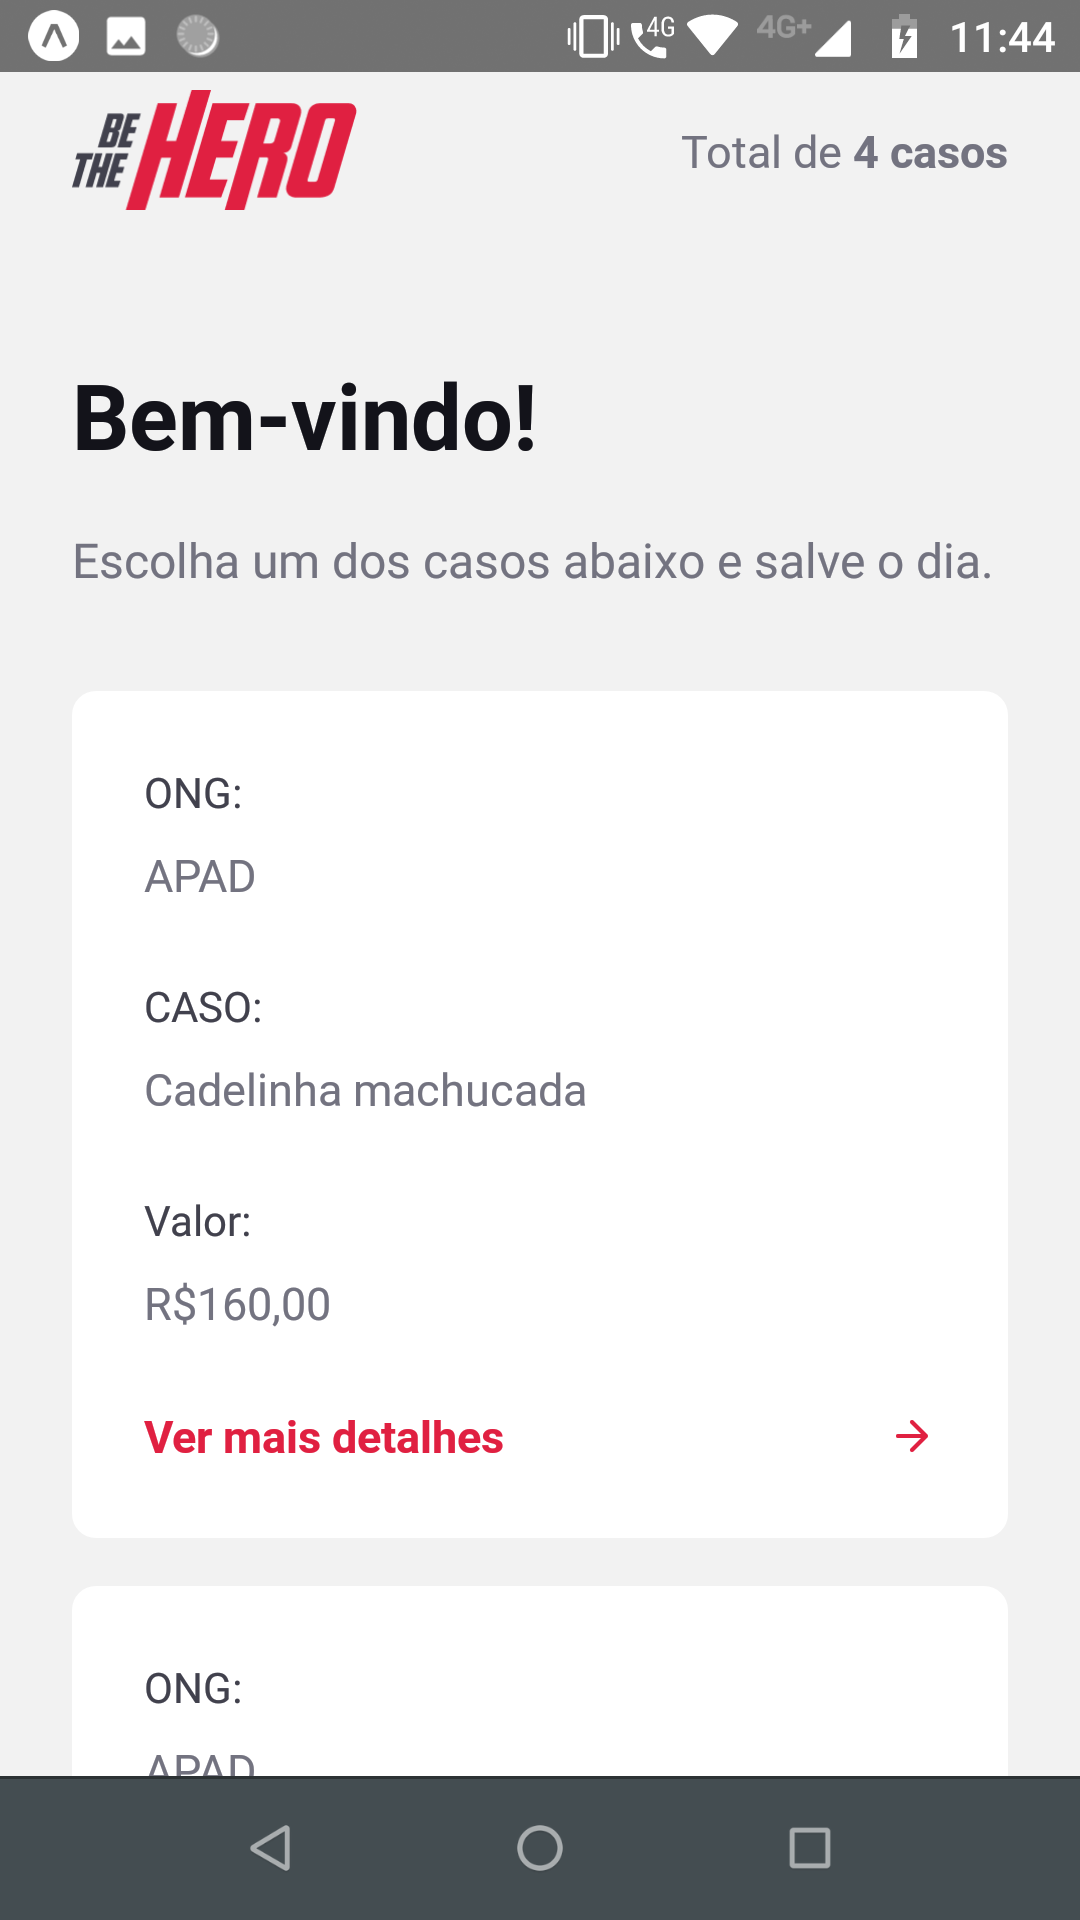 4G 4G+ 11:44
BE THE HERO
Total de 4 casos
Bem-vindo!
Escolha um dos casos abaixo e salve o dia.
ONG:
APAD
CASO:
Cadelinha machucada
Valor:
R$160,00
Ver mais detalhes
ONG:
APAD